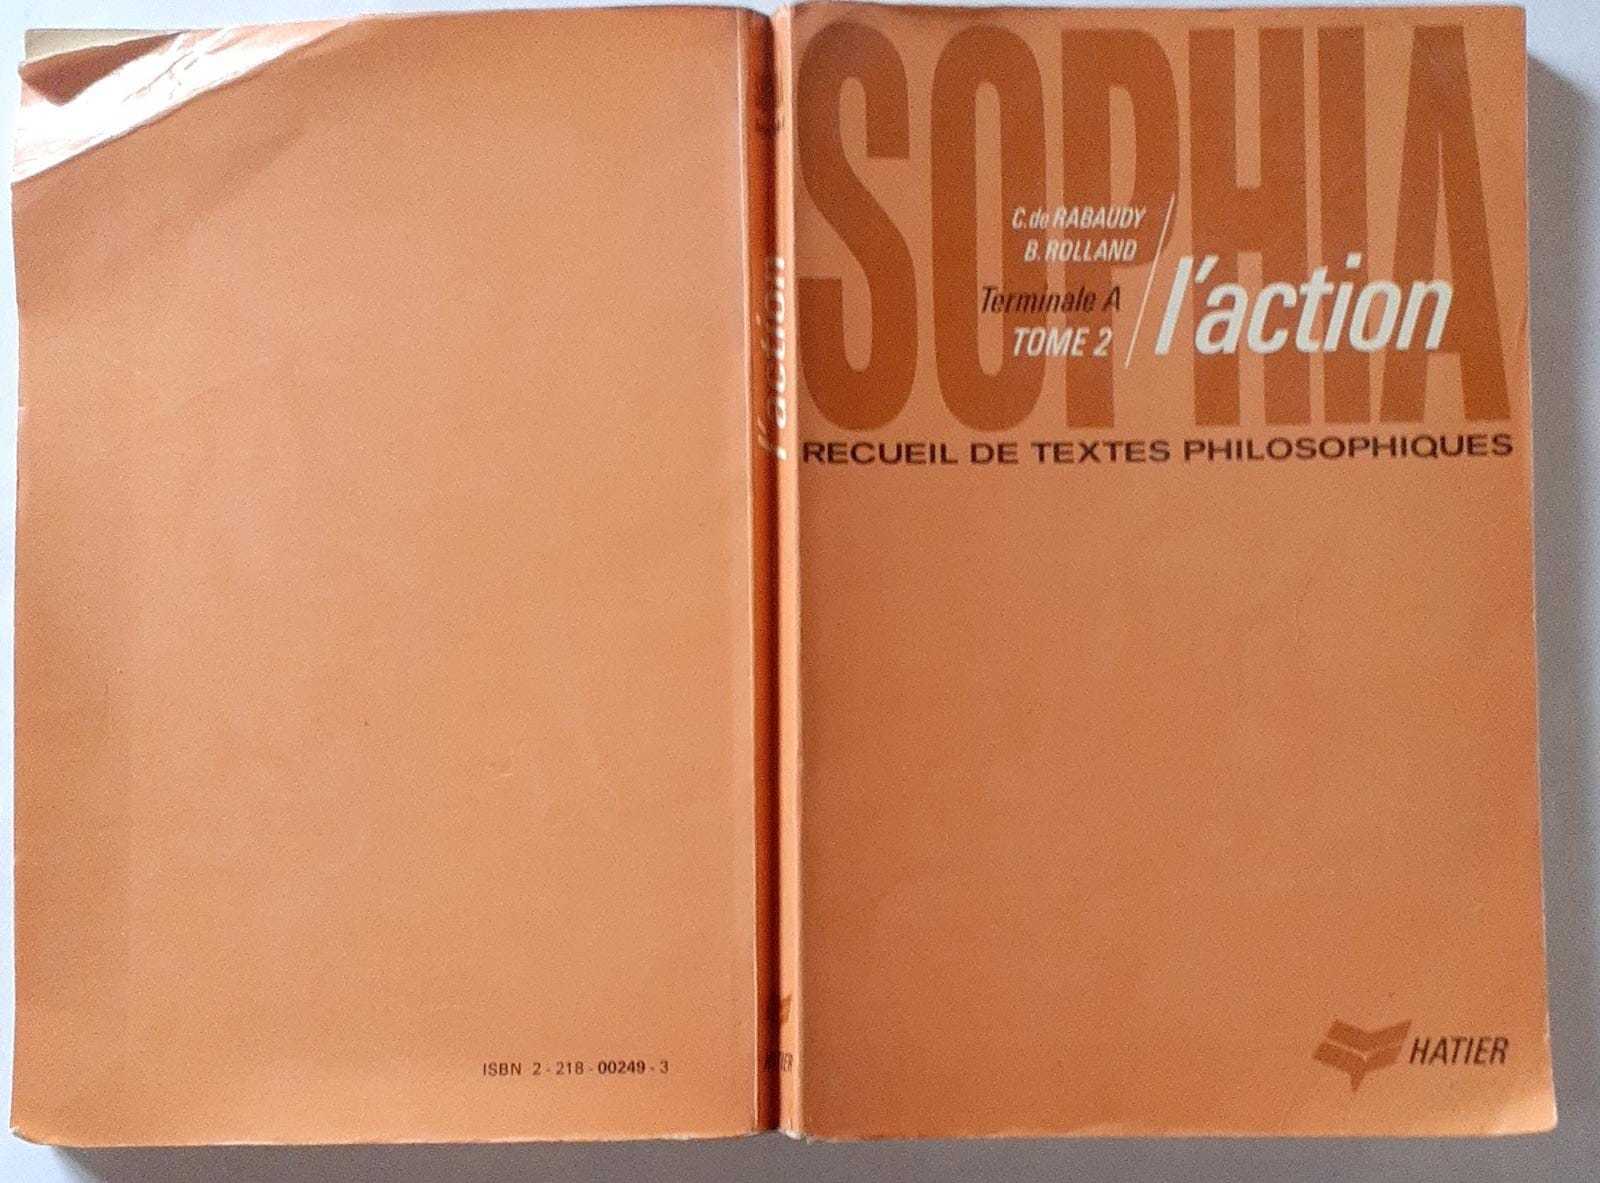 SOPHIA
C. de RABAUDY
B. ROLLAND
Terminale A
TOME 2
l'action
RECUEIL DE TEXTES PHILOSOPHIQUES
HATIER
l'action
HATIER
ISBN 2 - 218 - 00249 - 3